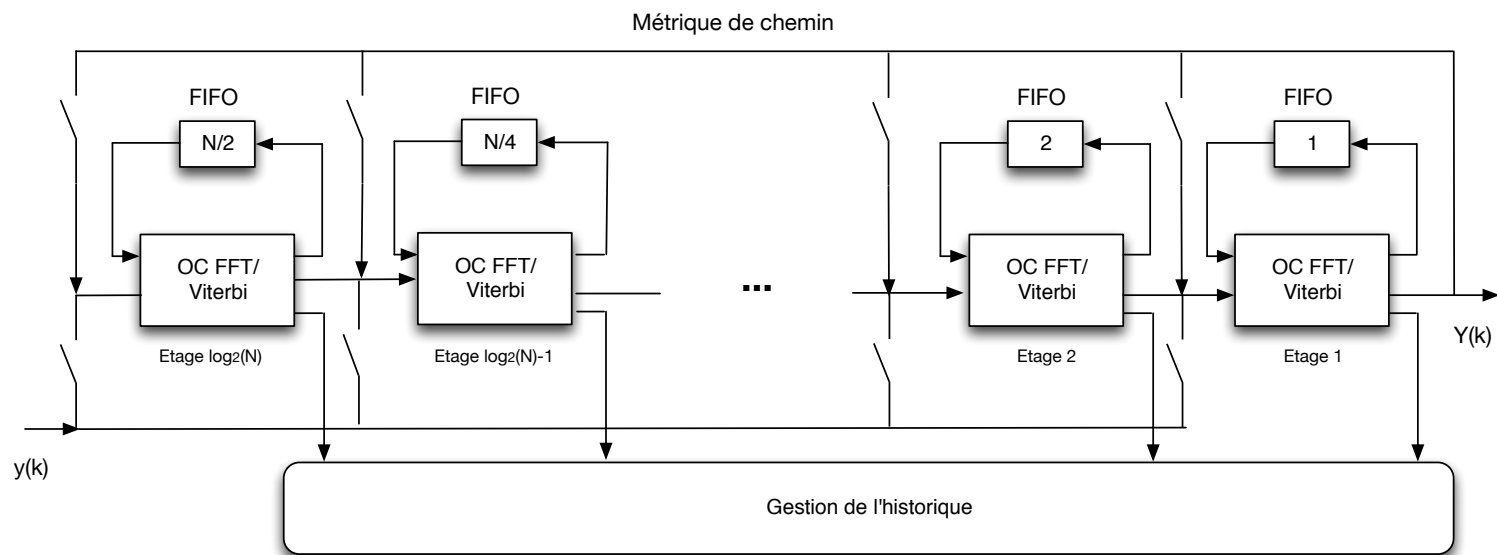 Métrique de chemin
FIFO
FIFO
FIFO
FIFO
N/2
N/4
2
1
OC FFT/
Viterbi
OC FFT/
Viterbi
...
OC FFT/
Viterbi
OC FFT/
Viterbi
Etage log2(N)
Etage log2(N)-1
Etage 2
Etage 1
Y(k)
y(k)
Gestion de l'historique